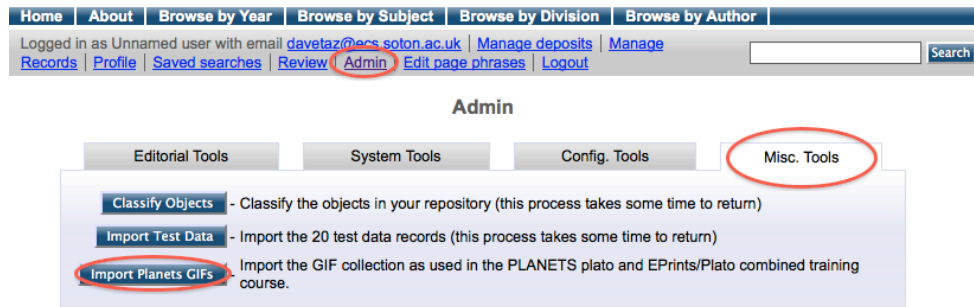 Home | About | Browse by Year | Browse by Subject | Browse by Division | Browse by Author |
Logged in as Unnamed user with email davetaz@ecs.soton.ac.uk | Manage deposits | Manage
Records | Profile | Saved searches | Review | Admin | Edit page phrases | Logout
Search
Admin
Editorial Tools System Tools Config. Tools Misc. Tools
Classify Objects - Classify the objects in your repository (this process takes some time to return)
Import Test Data - Import the 20 test data records (this process takes some time to return)
Import Planets GIFs - Import the GIF collection as used in the PLANETS plato and EPrints/Plato combined training
course.